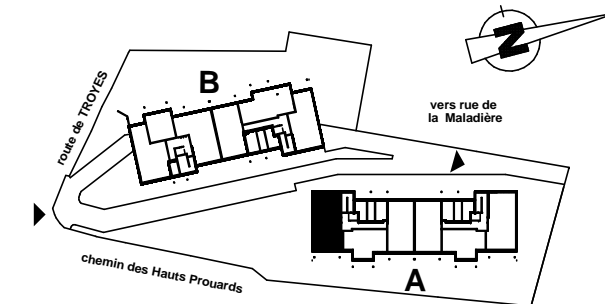 N
B
route de TROYES
vers rue de
la Maladière
chemin des Hauts Prouards
A